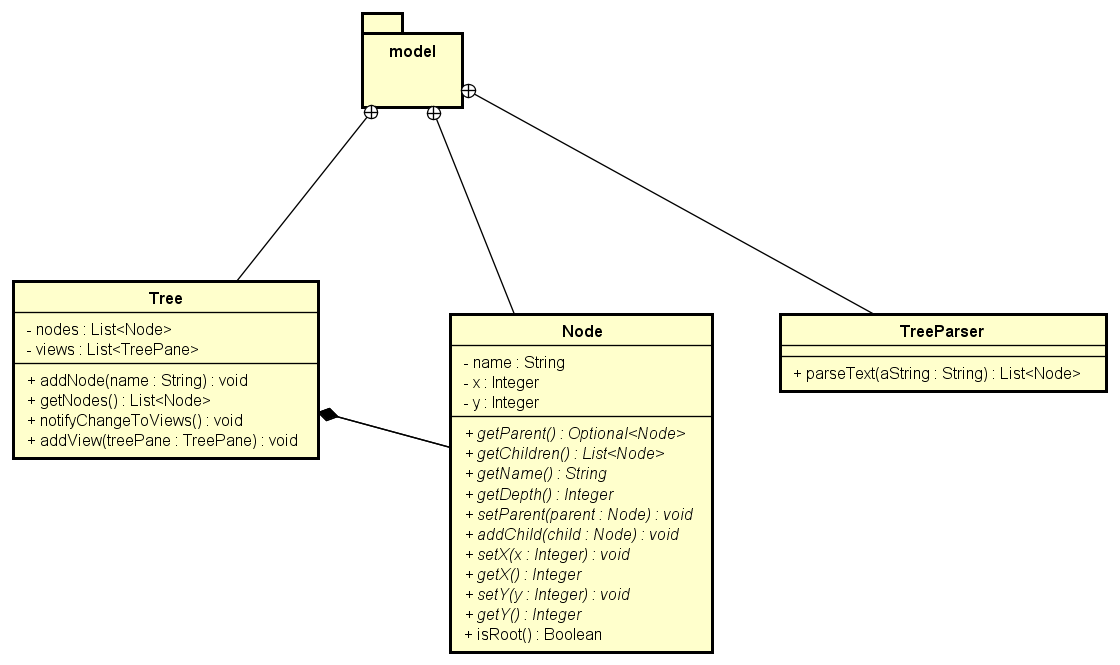 model
Tree
- nodes : List<Node>
- views : List<TreePane>
+ addNode(name : String) : void
+ getNodes() : List<Node>
+ notifyChangeToViews() : void
+ addView(treePane : TreePane) : void
Node
- name : String
- x : Integer
- y : Integer
+ getParent() : Optional<Node>
+ getChildren() : List<Node>
+ getName() : String
+ getDepth() : Integer
+ setParent(parent : Node) : void
+ addChild(child : Node) : void
+ setX(x : Integer) : void
+ getX() : Integer
+ setY(y : Integer) : void
+ getY() : Integer
+ isRoot() : Boolean
TreeParser
+ parseText(aString : String) : List<Node>